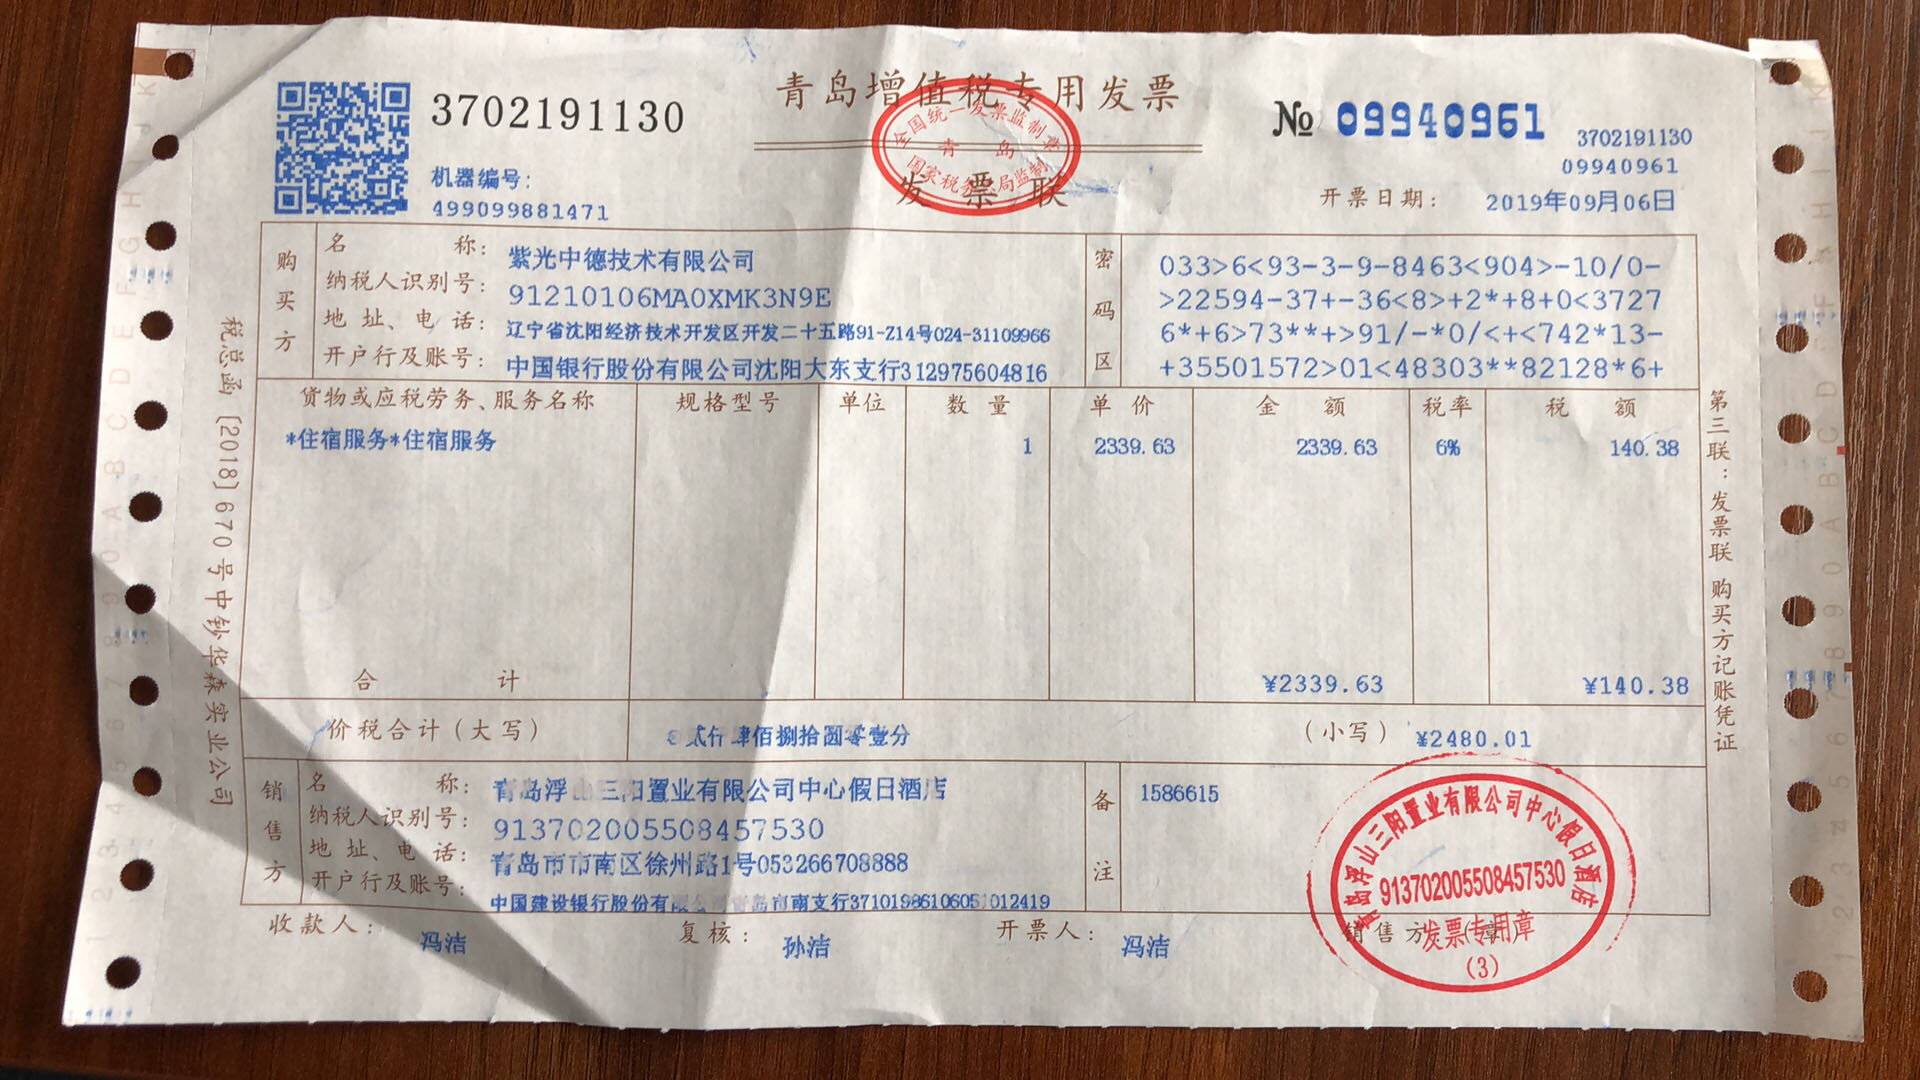 青岛增值税专用发票
发票联
全国统一发票监制章
青岛
国家税务总局监制
3702191130
机器编号:
499099881471
№ 09940961
3702191130
09940961
开票日期: 2019年09月06日
购买方
名称: 紫光中德技术有限公司
纳税人识别号: 91210106MA0XMK3N9E
地址、电话: 辽宁省沈阳经济技术开发区开发二十五路91-Z14号024-31109966
开户行及账号: 中国银行股份有限公司沈阳大东支行312975604816
密码区
033>6<93-3-9-8463<904>-10/0-
>22594-37+-36<8>+2*+8+0<3727
6*+6>73**+>91/-*0/<+<742*13-
+35501572>01<48303**82128*6+
货物或应税劳务、服务名称 规格型号 单位 数量 单价 金额 税率 税额
*住宿服务*住宿服务 1 2339.63 2339.63 6% 140.38
合计 ¥2339.63 ¥140.38
价税合计(大写) 贰仟肆佰捌拾圆零壹分 (小写) ¥2480.01
销售方
名称: 青岛浮山三阳置业有限公司中心假日酒店
纳税人识别号: 913702005508457530
地址、电话: 青岛市市南区徐州路1号053266708888
开户行及账号: 中国建设银行股份有限公司青岛市南支行37101986106051012419
备注
1586615
收款人: 冯洁 复核: 孙洁 开票人: 冯洁 销售方:(章)
青岛浮山三阳置业有限公司中心假日酒店
913702005508457530
发票专用章
(3)
税总函〔2018〕670号中钞华森实业公司
第三联:发票联 购买方记账凭证